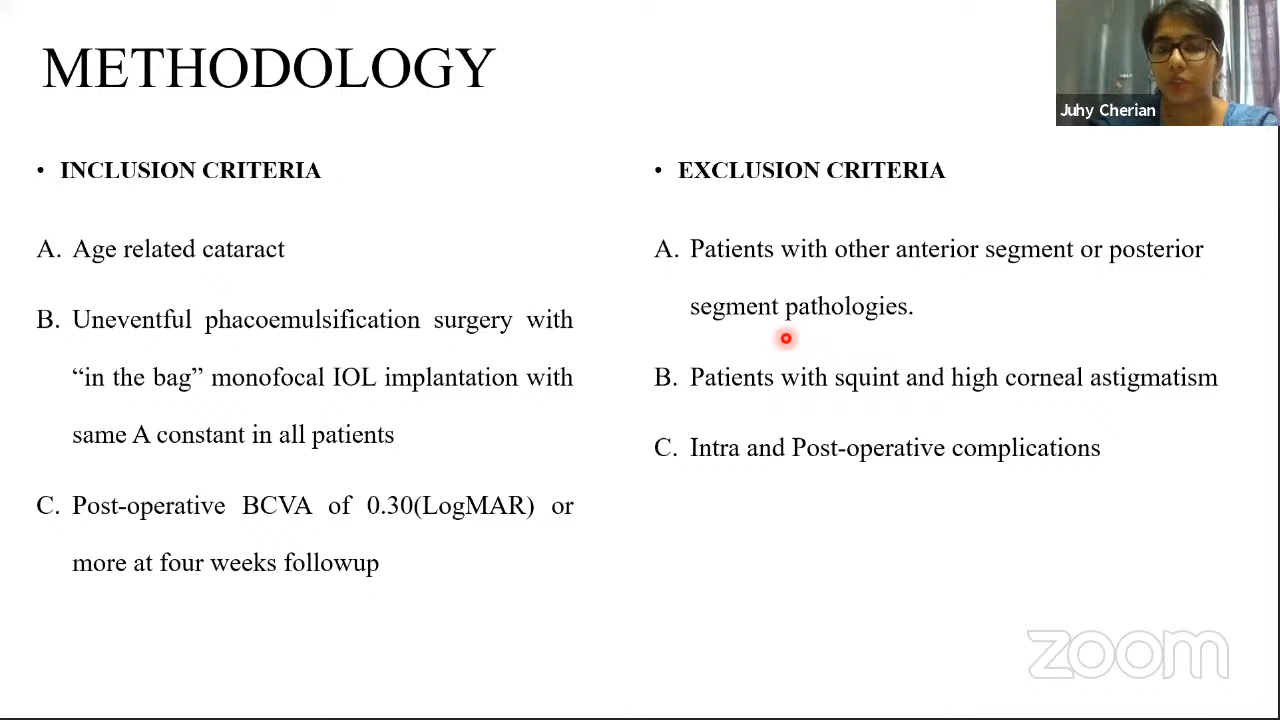 METHODOLOGY
Juhy Cherian
• INCLUSION CRITERIA
A. Age related cataract
B. Uneventful phacoemulsification surgery with
“in the bag” monofocal IOL implantation with
same A constant in all patients
C. Post-operative BCVA of 0.30(LogMAR) or
more at four weeks followup
• EXCLUSION CRITERIA
A. Patients with other anterior segment or posterior
segment pathologies.
B. Patients with squint and high corneal astigmatism
C. Intra and Post-operative complications
zoom